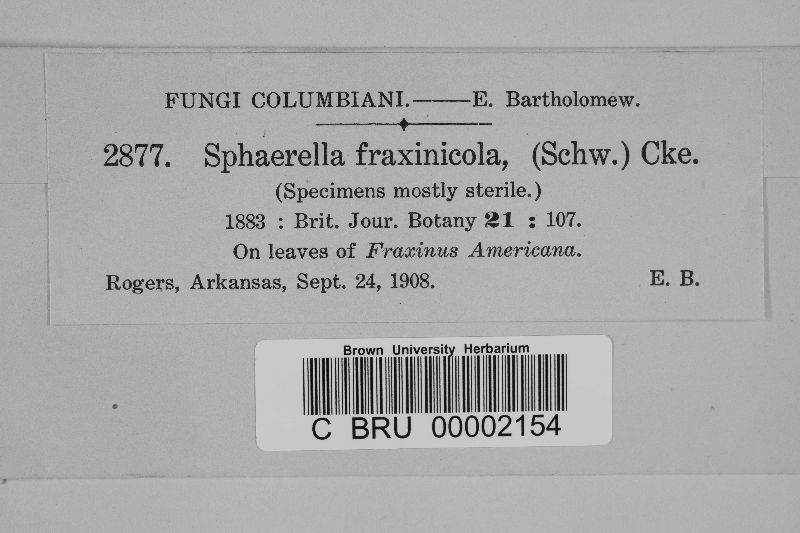 FUNGI COLUMBIANI.——E. Bartholomew.
2877. Sphaerella fraxinicola, (Schw.) Cke.
(Specimens mostly sterile.)
1883 : Brit. Jour. Botany 21 : 107.
On leaves of Fraxinus Americana.
Rogers, Arkansas, Sept. 24, 1908. E. B.
Brown University Herbarium
C BRU 00002154